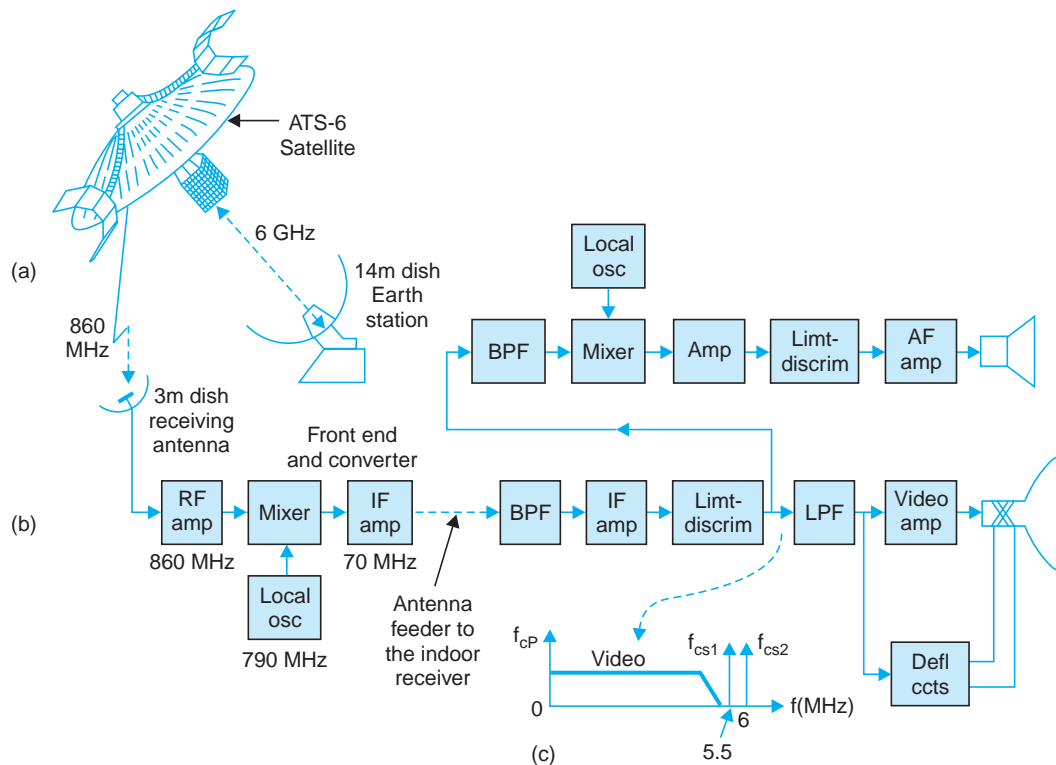 ATS-6
Satellite
6 GHz
(a)
14m dish
Earth
station
860
MHz
3m dish
receiving
antenna
Local
osc
BPF
Mixer
Amp
Limt-
discrim
AF
amp
Front end
and converter
(b)
RF
amp
Mixer
IF
amp
BPF
IF
amp
Limt-
discrim
LPF
Video
amp
860 MHz
70 MHz
Local
osc
790 MHz
Antenna
feeder to
the indoor
receiver
Defl
ccts
fcP
Video
fcs1
fcs2
0
6
f(MHz)
5.5
(c)